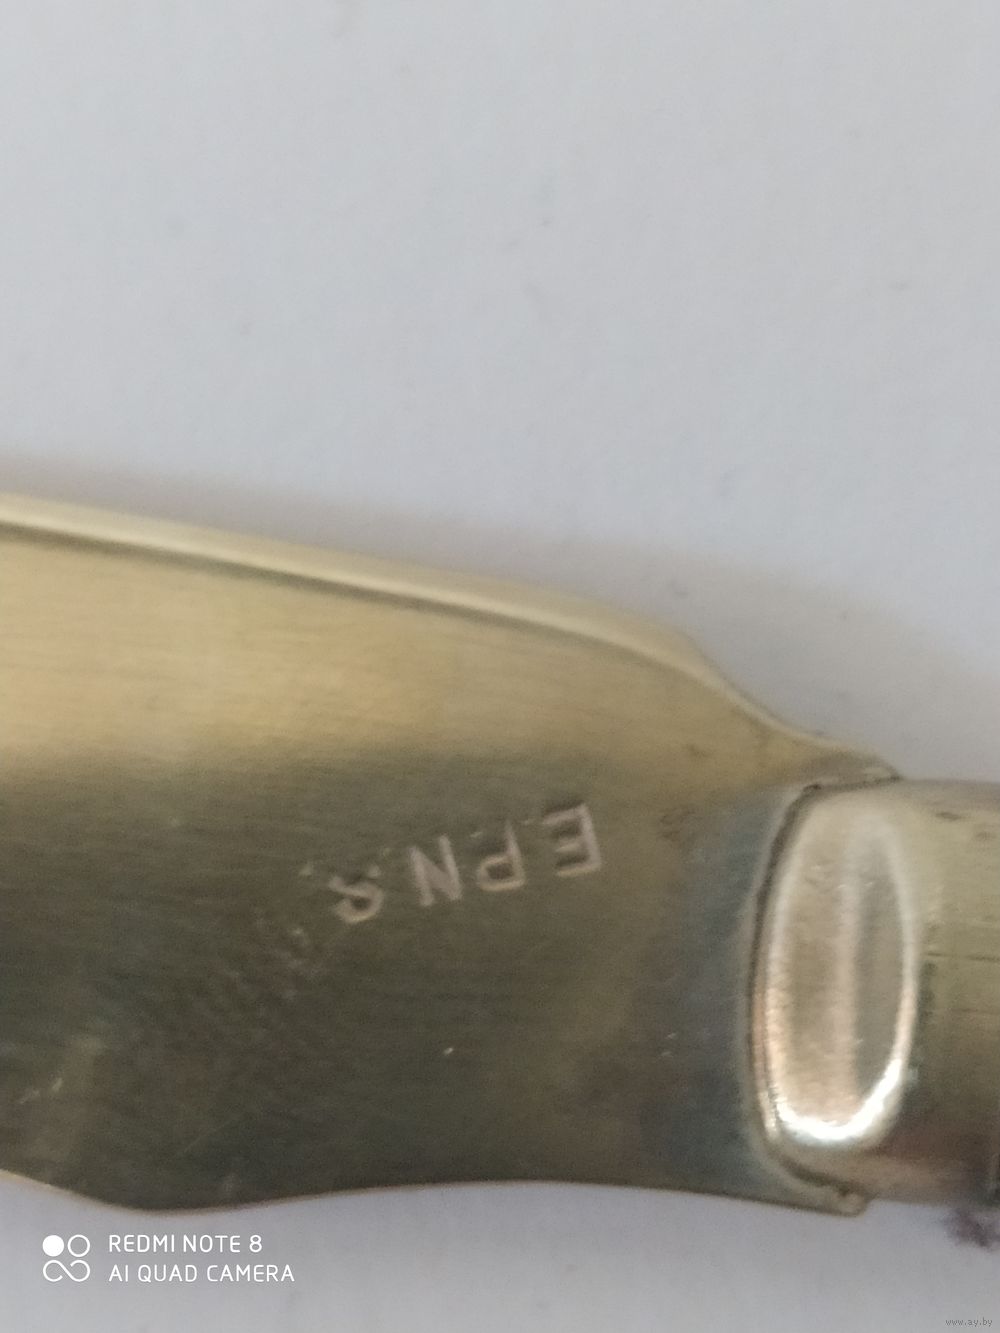 E.P.N.S.
REDMI NOTE 8
AI QUAD CAMERA
www.ay.by